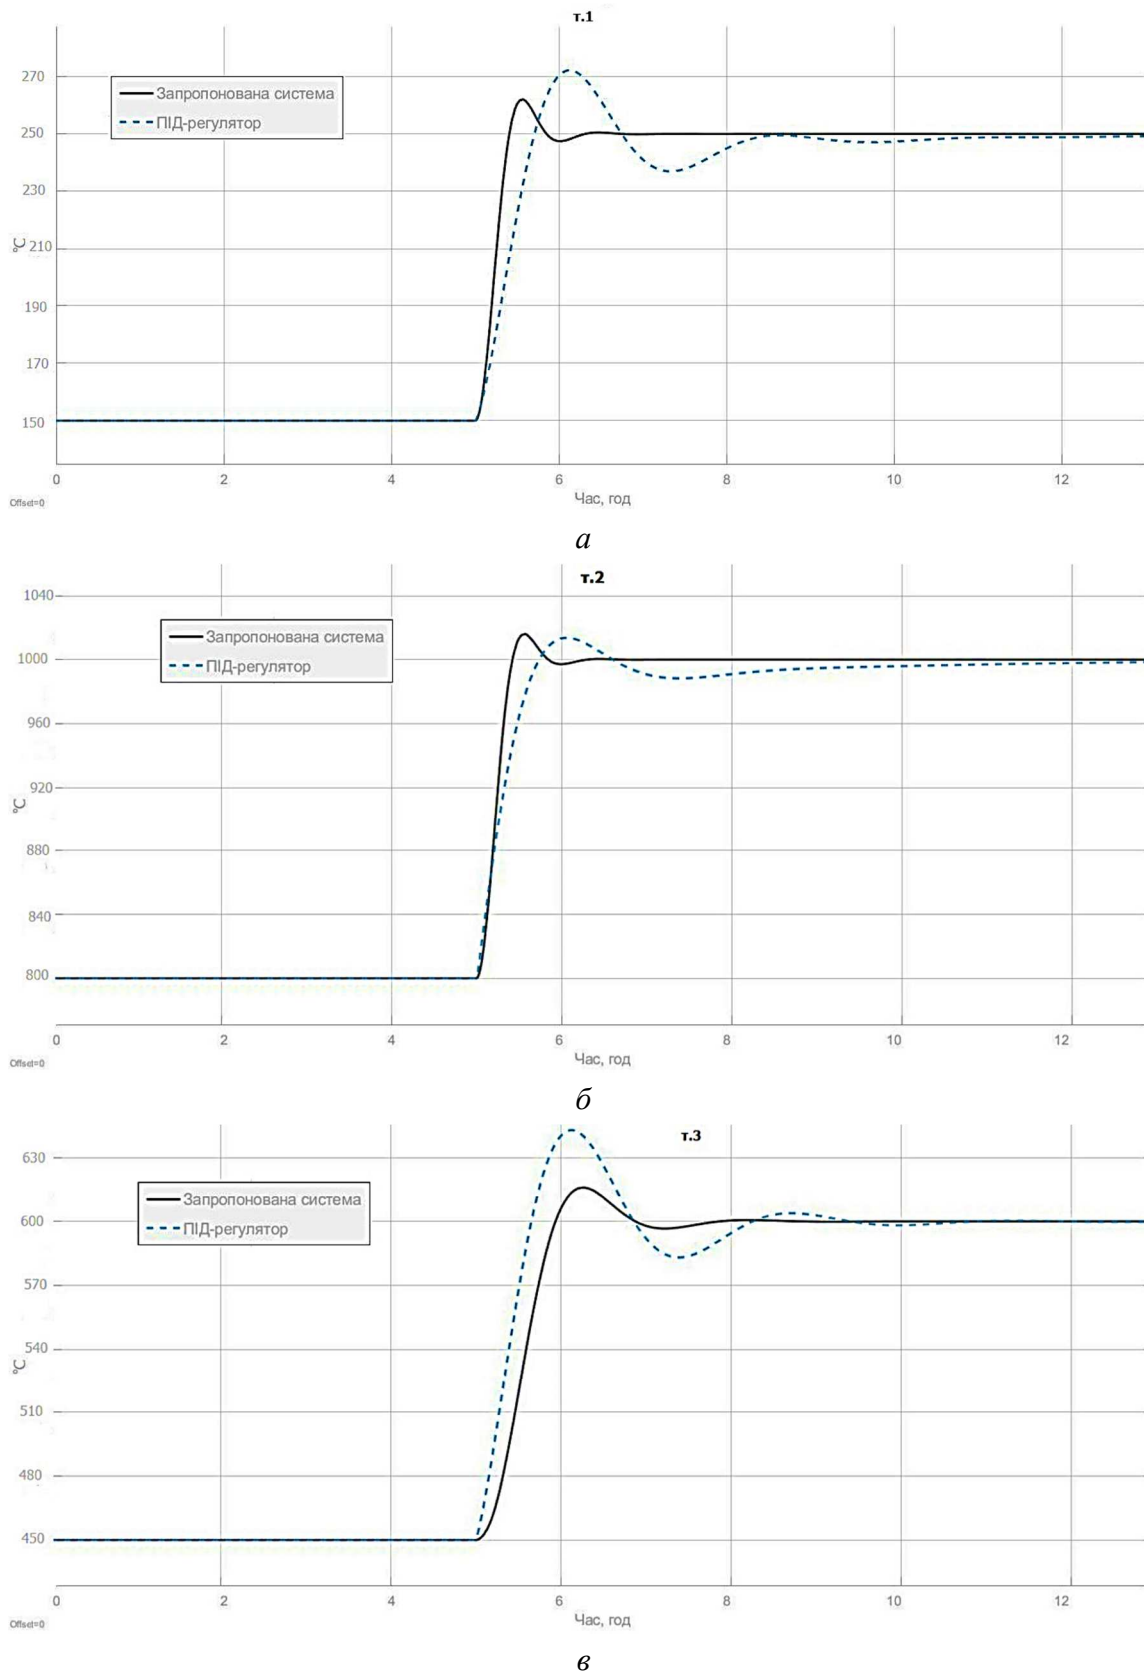 т.1
270
250
230
210
190
170
150
°C
Запропонована система
ПІД-регулятор
0 2 4 6 8 10 12
Час, год
Offset=0
а
т.2
1040
1000
960
920
880
840
800
°C
Запропонована система
ПІД-регулятор
0 2 4 6 8 10 12
Час, год
Offset=0
б
т.3
630
600
570
540
510
480
450
°C
Запропонована система
ПІД-регулятор
0 2 4 6 8 10 12
Час, год
Offset=0
в